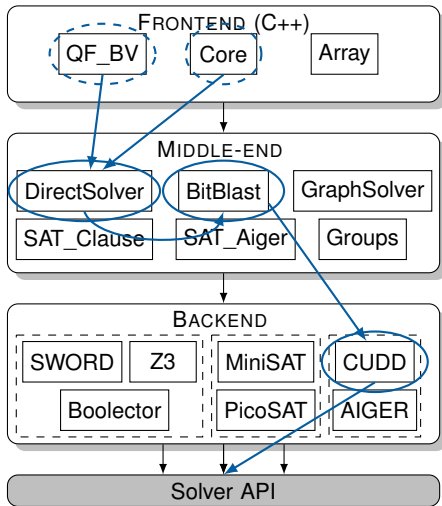 FRONTEND (C++)
QF_BV Core Array
MIDDLE-END
DirectSolver BitBlast GraphSolver
SAT_Clause SAT_Aiger Groups
BACKEND
SWORD Z3 MiniSAT CUDD
Boolector PicoSAT AIGER
Solver API